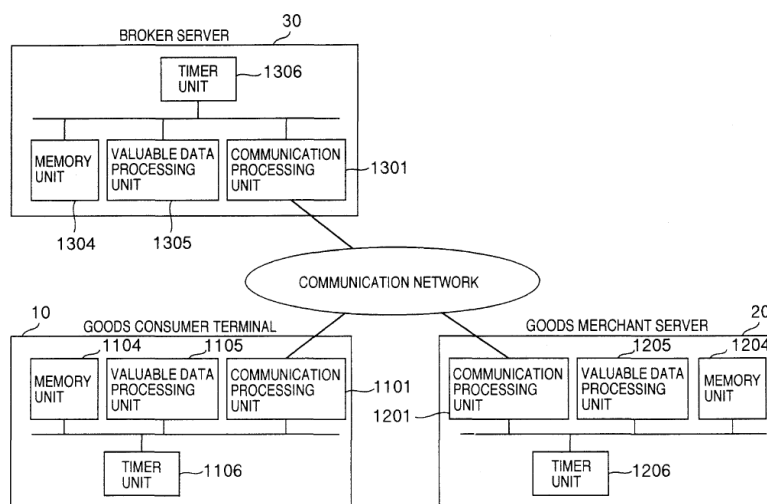 30
BROKER SERVER
TIMER
UNIT
1306
MEMORY
UNIT
VALUABLE DATA
PROCESSING
UNIT
COMMUNICATION
PROCESSING
UNIT
1301
1304
1305
COMMUNICATION NETWORK
10
GOODS CONSUMER TERMINAL
1104
1105
MEMORY
UNIT
VALUABLE DATA
PROCESSING
UNIT
COMMUNICATION
PROCESSING
UNIT
1101
TIMER
UNIT
1106
20
GOODS MERCHANT SERVER
1205
1204
COMMUNICATION
PROCESSING
UNIT
VALUABLE DATA
PROCESSING
UNIT
MEMORY
UNIT
1201
TIMER
UNIT
1206